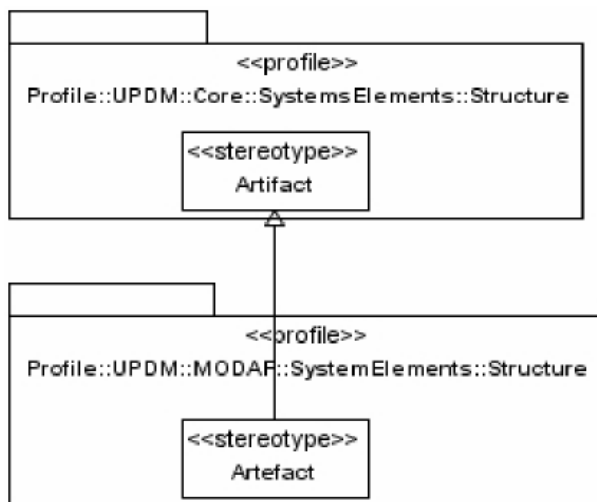 <<profile>>
Profile::UPDM::Core::SystemsElements::Structure
<<stereotype>>
Artifact
<<profile>>
Profile::UPDM::MODAF::SystemElements::Structure
<<stereotype>>
Artefact